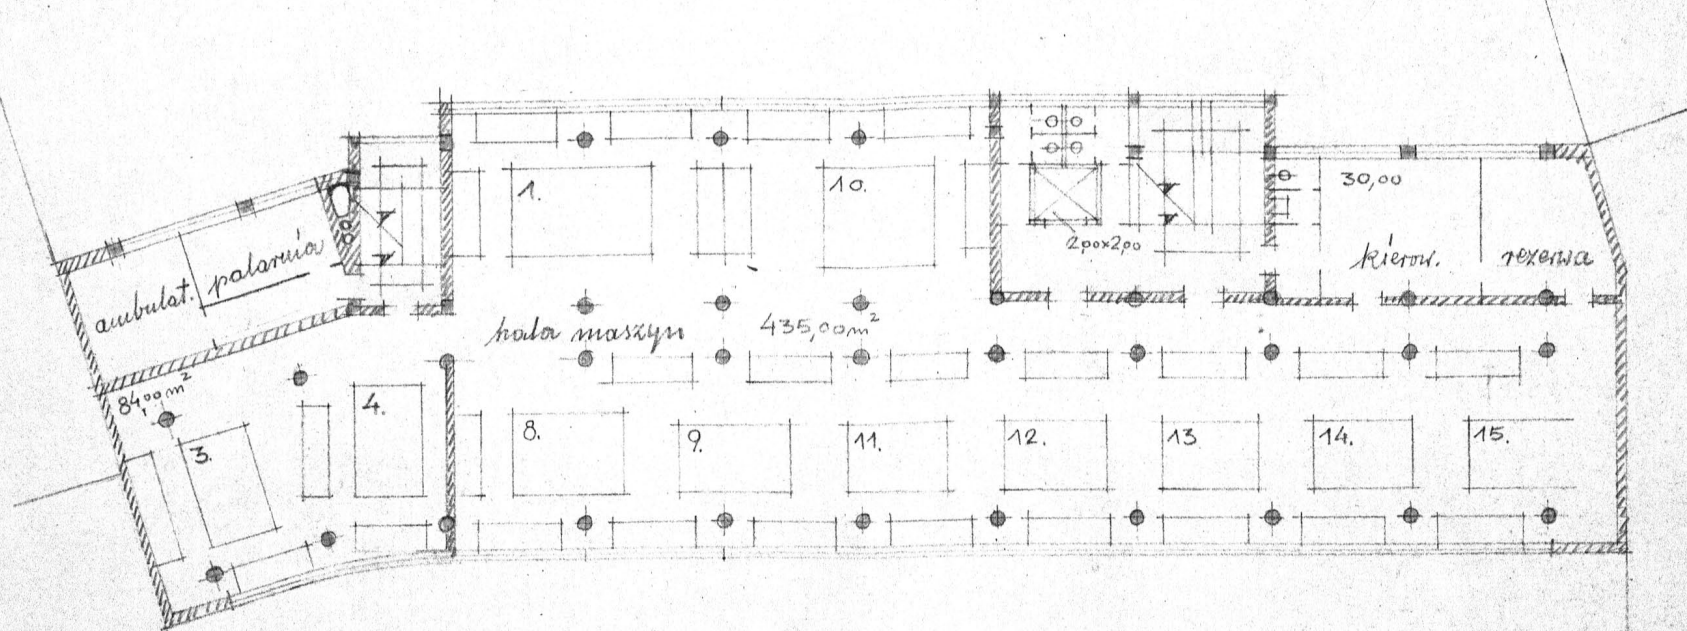 1.
10.
30,00
2,00x2,00
kierow.
rezerwa
ambulat.
palarnia
hala maszyn
435,00m²
84,00m²
4.
3.
8.
9.
11.
12.
13
14.
15.